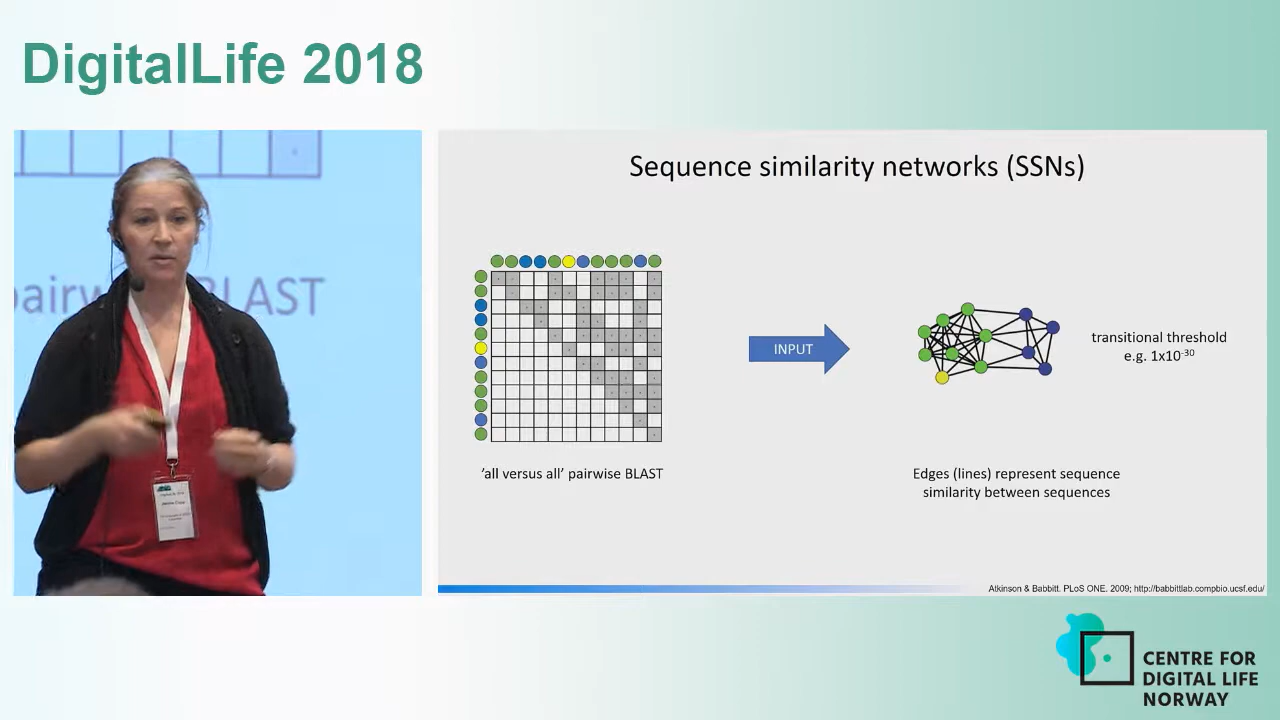 DigitalLife 2018
pairw
BLAST
Sequence similarity networks (SSNs)
INPUT
transitional threshold
e.g. 1x10-30
'all versus all' pairwise BLAST
Edges (lines) represent sequence
similarity between sequences
Atkinson & Babbitt. PLoS ONE. 2009; http://babbittlab.compbio.ucsf.edu/
CENTRE FOR
DIGITAL LIFE
NORWAY